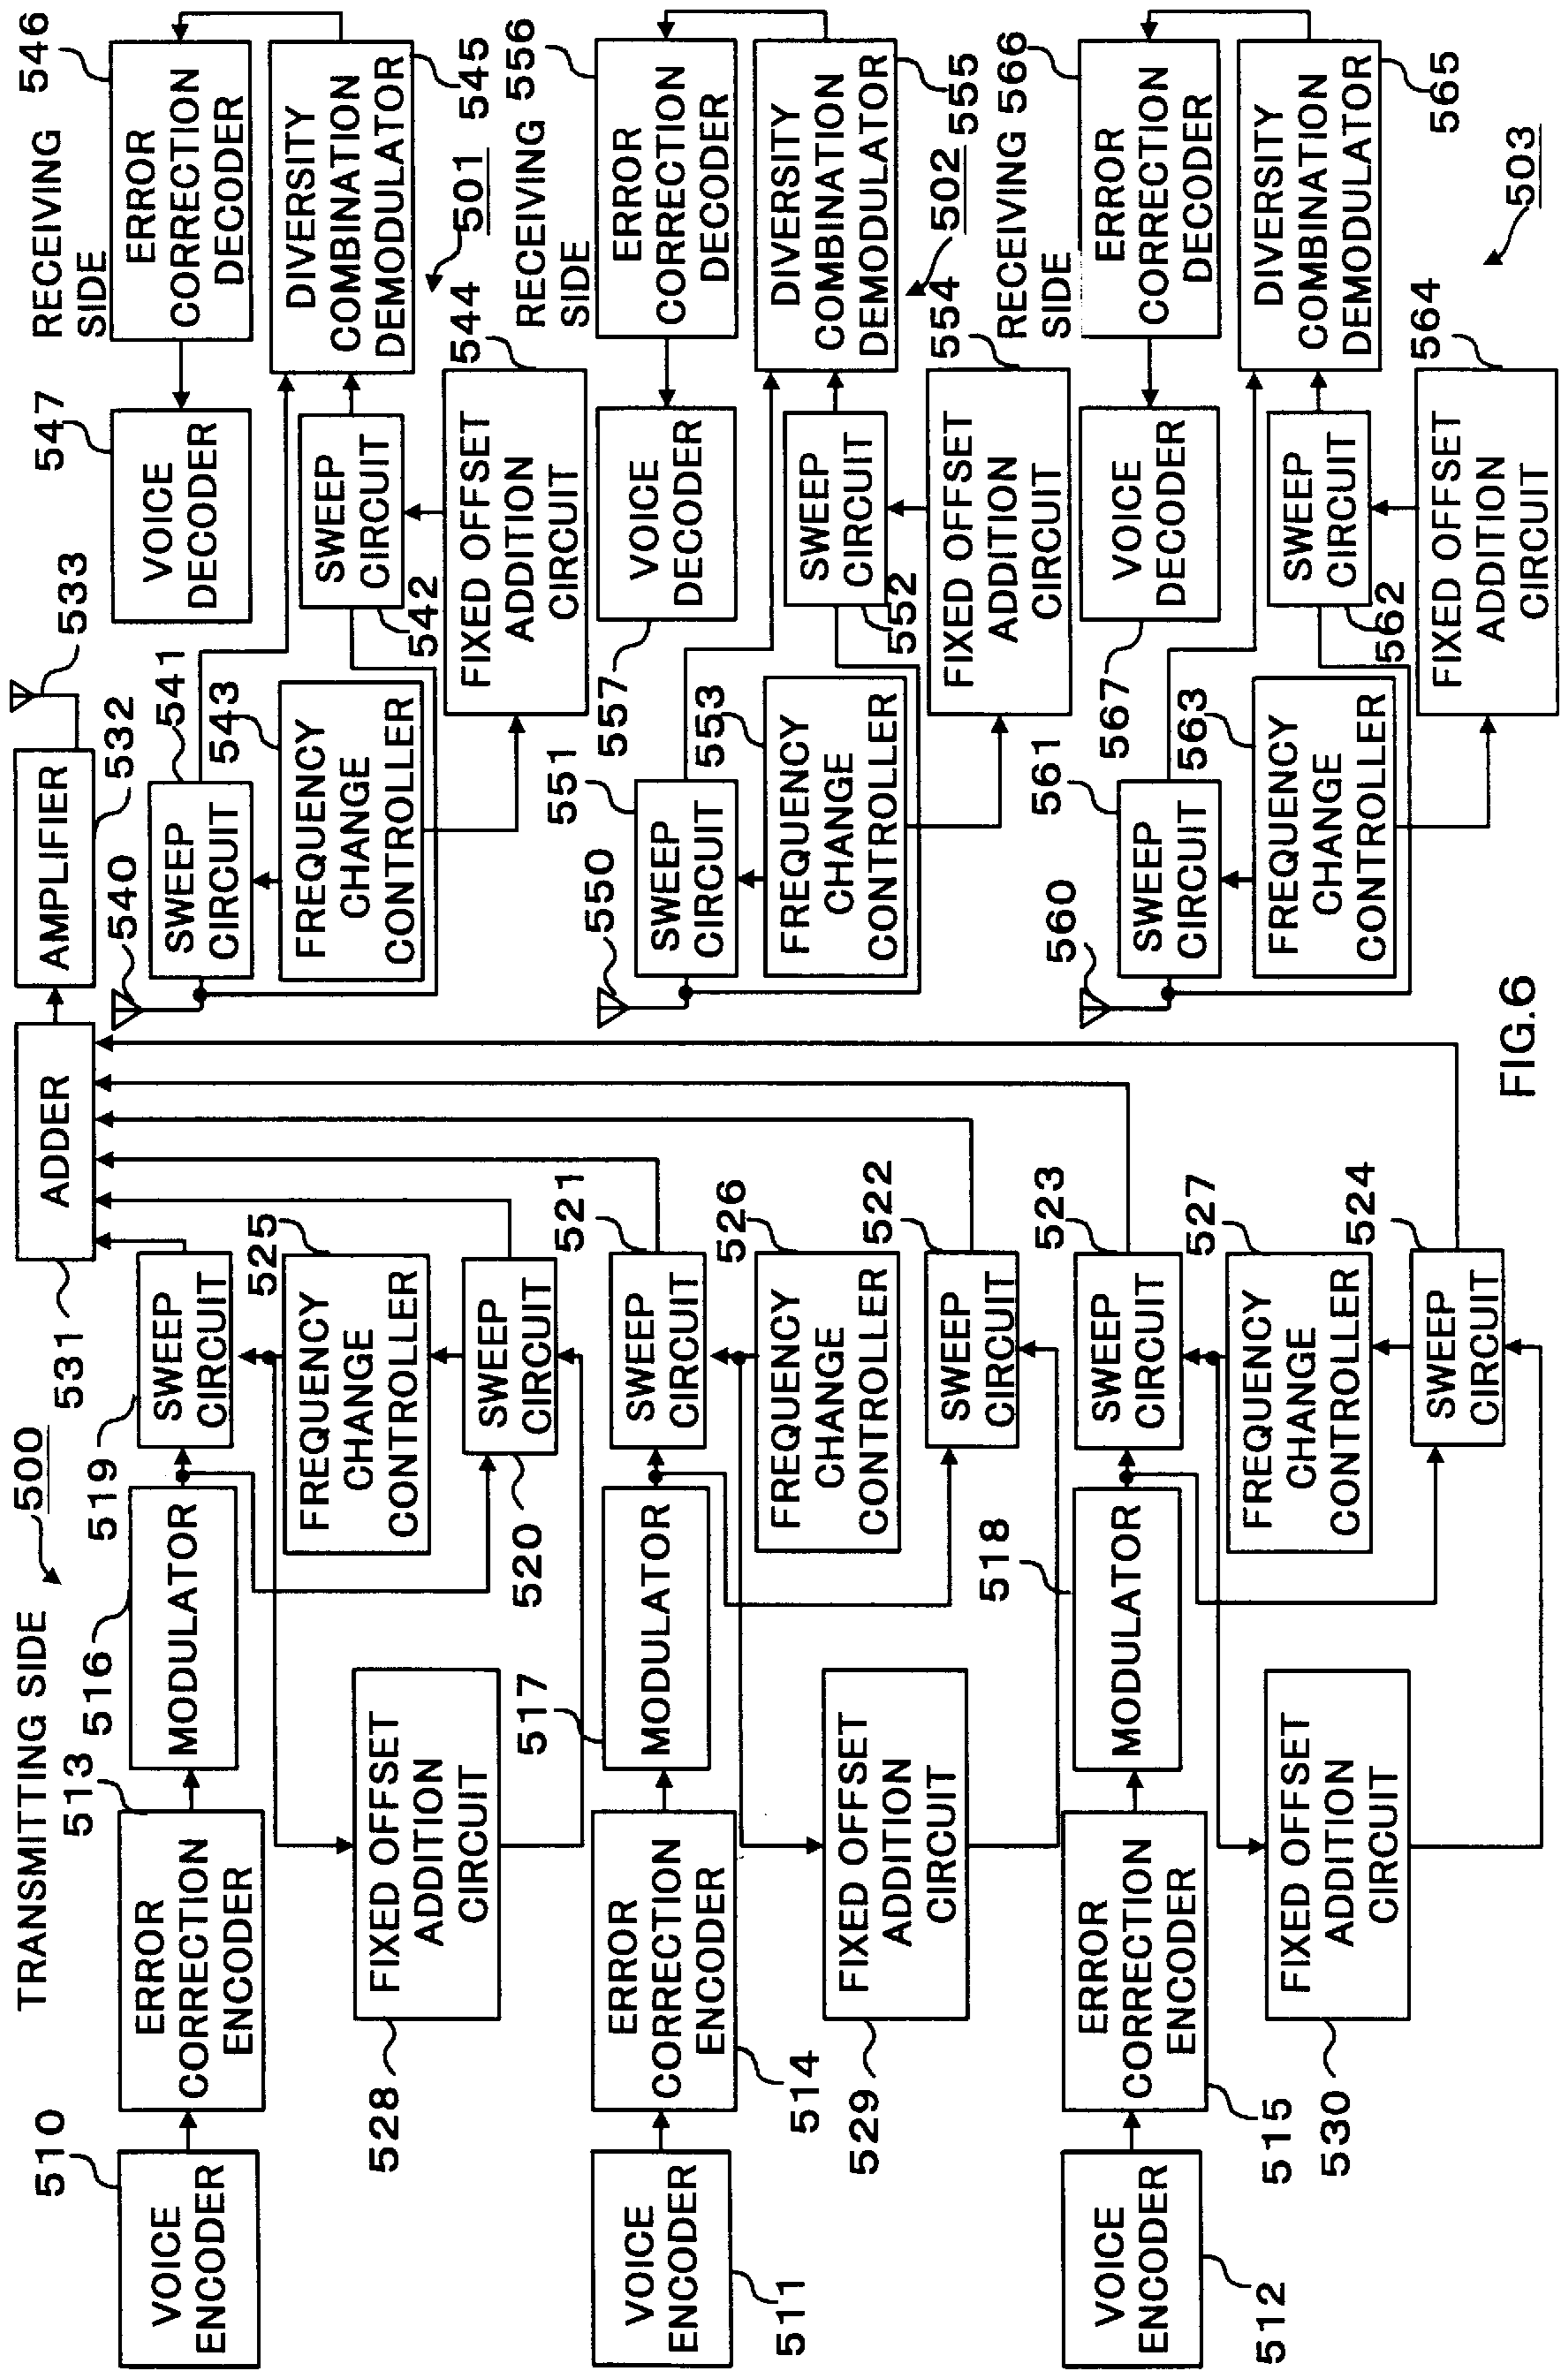 TRANSMITTING SIDE
500
510
VOICE
ENCODER
513
ERROR
CORRECTION
ENCODER
516
MODULATOR
519
SWEEP
CIRCUIT
525
FREQUENCY
CHANGE
CONTROLLER
520
SWEEP
CIRCUIT
528
FIXED OFFSET
ADDITION
CIRCUIT
511
VOICE
ENCODER
514
ERROR
CORRECTION
ENCODER
517
MODULATOR
521
SWEEP
CIRCUIT
526
FREQUENCY
CHANGE
CONTROLLER
522
SWEEP
CIRCUIT
529
FIXED OFFSET
ADDITION
CIRCUIT
512
VOICE
ENCODER
515
ERROR
CORRECTION
ENCODER
518
MODULATOR
523
SWEEP
CIRCUIT
527
FREQUENCY
CHANGE
CONTROLLER
524
SWEEP
CIRCUIT
530
FIXED OFFSET
ADDITION
CIRCUIT
531
ADDER
AMPLIFIER
532
533
RECEIVING
SIDE
501
540
541
SWEEP
CIRCUIT
543
FREQUENCY
CHANGE
CONTROLLER
542
SWEEP
CIRCUIT
544
FIXED OFFSET
ADDITION
CIRCUIT
545
DIVERSITY
COMBINATION
DEMODULATOR
546
ERROR
CORRECTION
DECODER
547
VOICE
DECODER
RECEIVING
SIDE
502
550
551
SWEEP
CIRCUIT
553
FREQUENCY
CHANGE
CONTROLLER
552
SWEEP
CIRCUIT
554
FIXED OFFSET
ADDITION
CIRCUIT
555
DIVERSITY
COMBINATION
DEMODULATOR
556
ERROR
CORRECTION
DECODER
557
VOICE
DECODER
RECEIVING
SIDE
503
560
561
SWEEP
CIRCUIT
563
FREQUENCY
CHANGE
CONTROLLER
562
SWEEP
CIRCUIT
564
FIXED OFFSET
ADDITION
CIRCUIT
565
DIVERSITY
COMBINATION
DEMODULATOR
566
ERROR
CORRECTION
DECODER
567
VOICE
DECODER
FIG.6